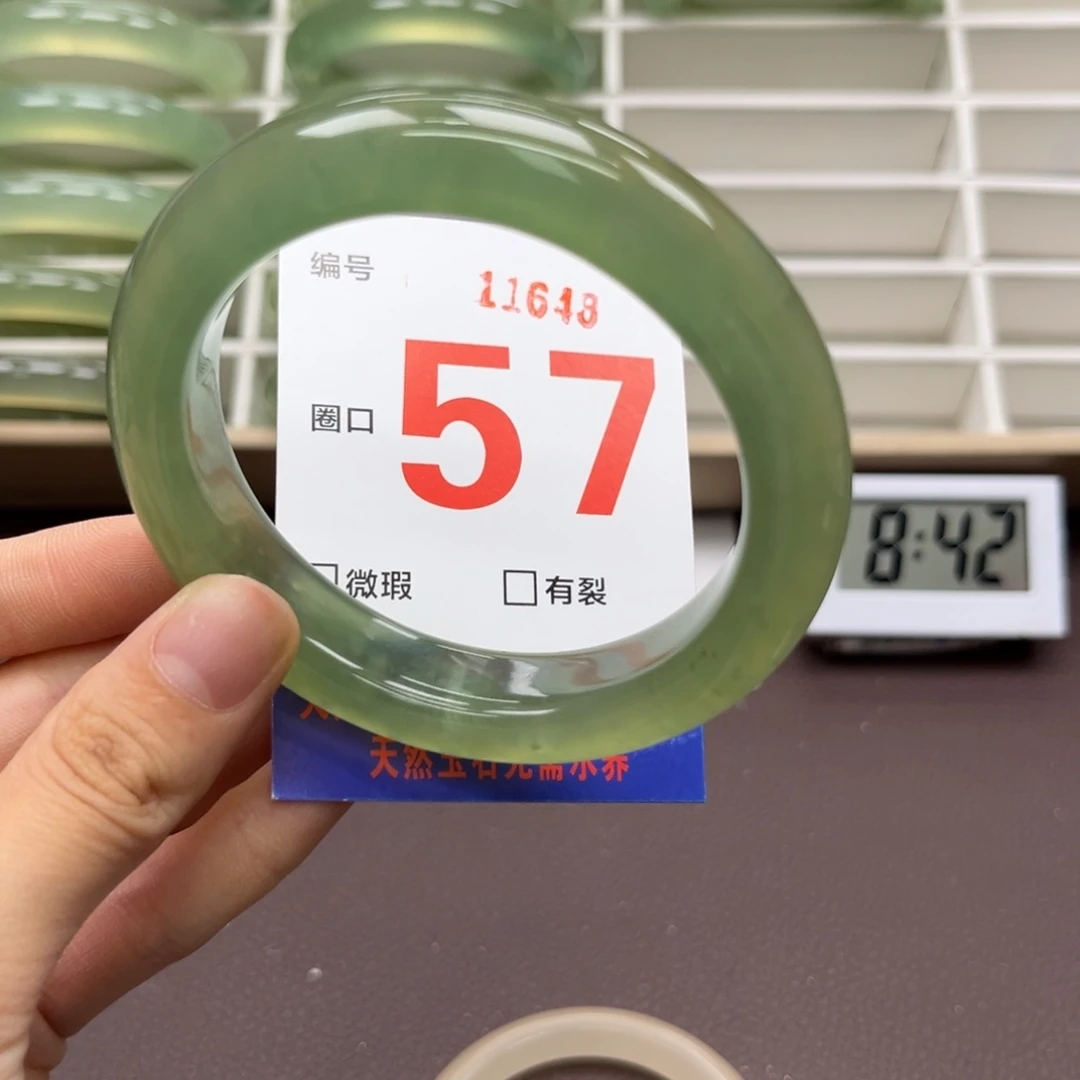 编号 11648
圈口 57
8:42
□微瑕 □有裂
天然玉石无需水养